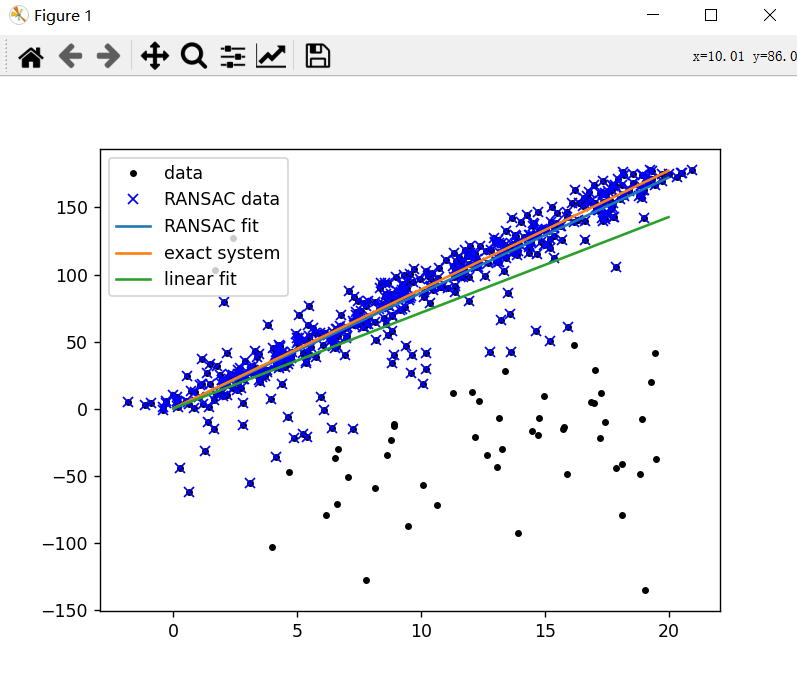 Figure 1
x=10.01 y=86.0
data
RANSAC data
RANSAC fit
exact system
linear fit
150
100
50
0
−50
−100
−150
0 5 10 15 20